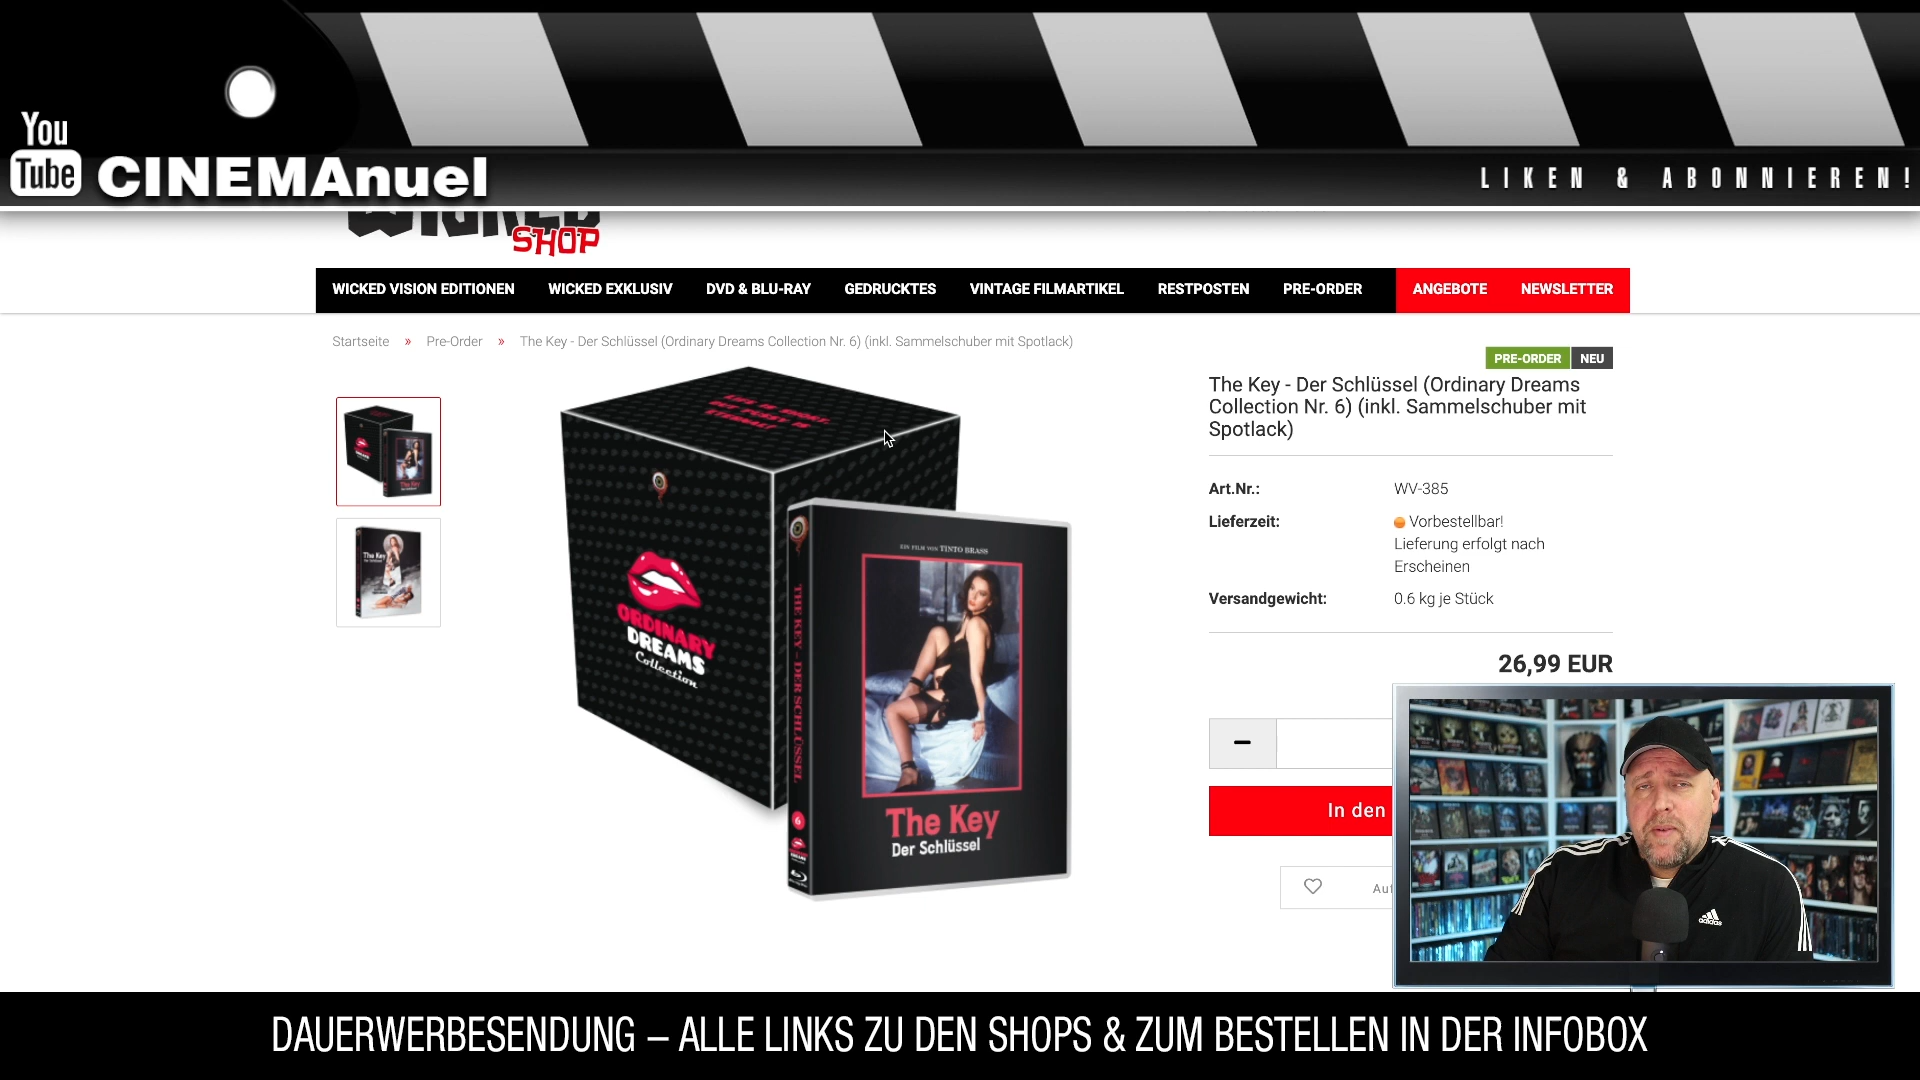 You
Tube
CINEMAnuel
LIKEN & ABONNIEREN!
WICKED
SHOP
WICKED VISION EDITIONEN
WICKED EXKLUSIV
DVD & BLU-RAY
GEDRUCKTES
VINTAGE FILMARTIKEL
RESTPOSTEN
PRE-ORDER
ANGEBOTE
NEWSLETTER
Startseite » Pre-Order » The Key - Der Schlüssel (Ordinary Dreams Collection Nr. 6) (inkl. Sammelschuber mit Spotlack)
PRE-ORDER
NEU
The Key - Der Schlüssel (Ordinary Dreams
Collection Nr. 6) (inkl. Sammelschuber mit
Spotlack)
Art.Nr.: WV-385
Lieferzeit: Vorbestellbar!
Lieferung erfolgt nach
Erscheinen
Versandgewicht: 0.6 kg je Stück
26,99 EUR
In den
Auf
ORDINARY
DREAMS
Collection
EIN FILM VON TINTO BRASS
THE KEY - DER SCHLÜSSEL
6
The Key
Der Schlüssel
adidas
DAUERWERBESENDUNG – ALLE LINKS ZU DEN SHOPS & ZUM BESTELLEN IN DER INFOBOX